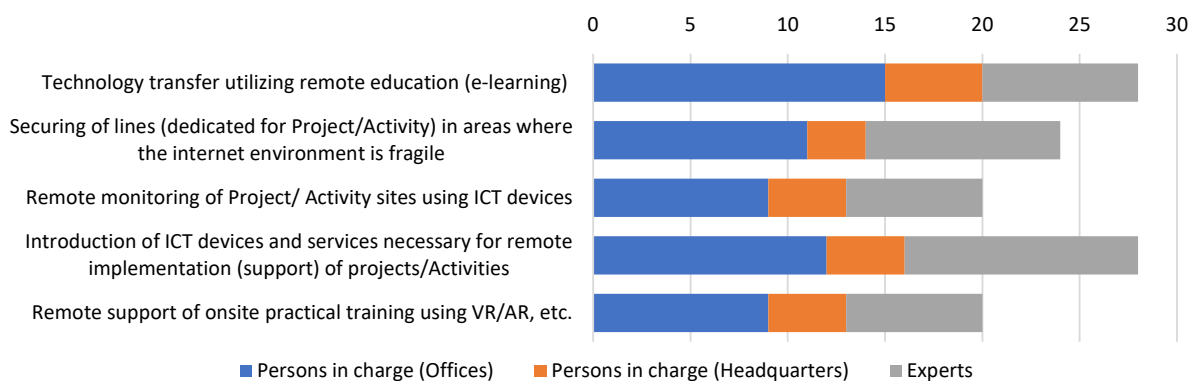 0 5 10 15 20 25 30
Technology transfer utilizing remote education (e-learning)
Securing of lines (dedicated for Project/Activity) in areas where
the internet environment is fragile
Remote monitoring of Project/ Activity sites using ICT devices
Introduction of ICT devices and services necessary for remote
implementation (support) of projects/Activities
Remote support of onsite practical training using VR/AR, etc.
Persons in charge (Offices) Persons in charge (Headquarters) Experts